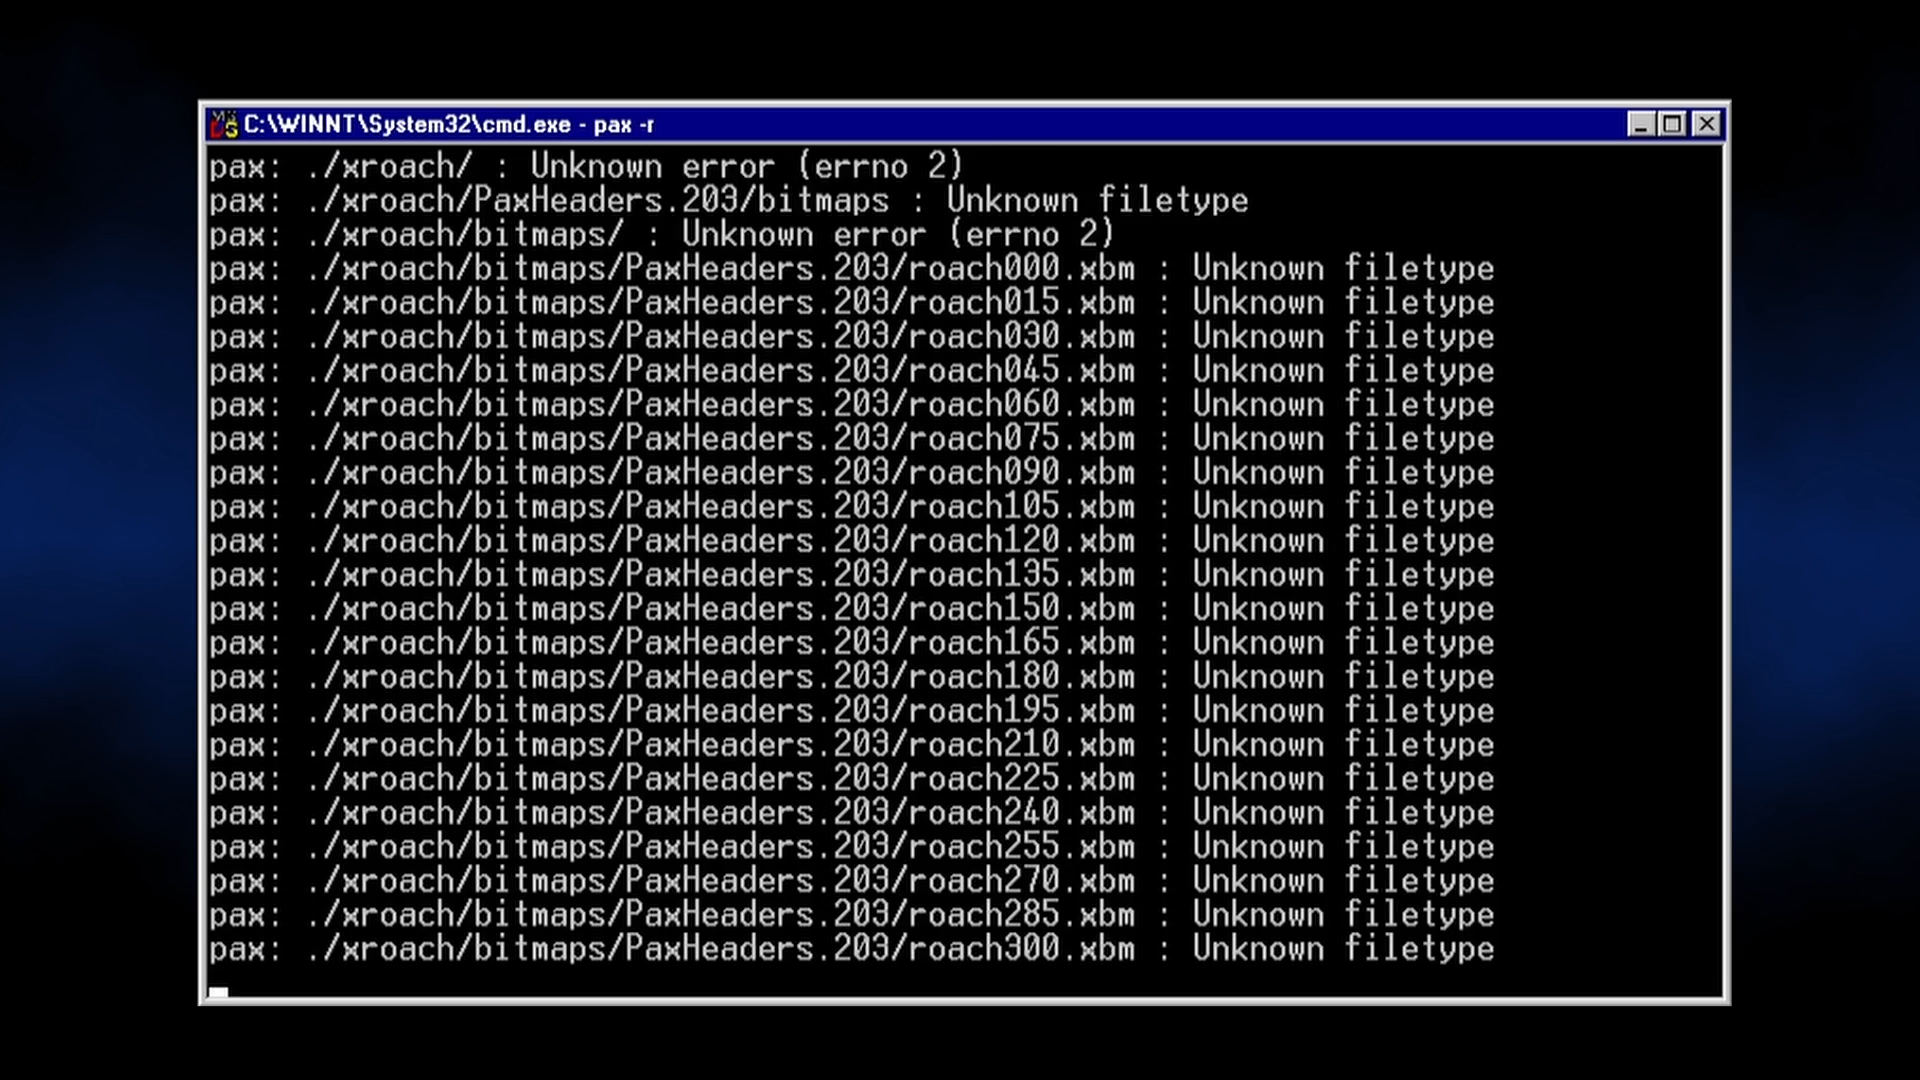 C:\WINNT\System32\cmd.exe - pax -r
pax: ./xroach/ : Unknown error (errno 2)
pax: ./xroach/PaxHeaders.203/bitmaps : Unknown filetype
pax: ./xroach/bitmaps/ : Unknown error (errno 2)
pax: ./xroach/bitmaps/PaxHeaders.203/roach000.xbm : Unknown filetype
pax: ./xroach/bitmaps/PaxHeaders.203/roach015.xbm : Unknown filetype
pax: ./xroach/bitmaps/PaxHeaders.203/roach030.xbm : Unknown filetype
pax: ./xroach/bitmaps/PaxHeaders.203/roach045.xbm : Unknown filetype
pax: ./xroach/bitmaps/PaxHeaders.203/roach060.xbm : Unknown filetype
pax: ./xroach/bitmaps/PaxHeaders.203/roach075.xbm : Unknown filetype
pax: ./xroach/bitmaps/PaxHeaders.203/roach090.xbm : Unknown filetype
pax: ./xroach/bitmaps/PaxHeaders.203/roach105.xbm : Unknown filetype
pax: ./xroach/bitmaps/PaxHeaders.203/roach120.xbm : Unknown filetype
pax: ./xroach/bitmaps/PaxHeaders.203/roach135.xbm : Unknown filetype
pax: ./xroach/bitmaps/PaxHeaders.203/roach150.xbm : Unknown filetype
pax: ./xroach/bitmaps/PaxHeaders.203/roach165.xbm : Unknown filetype
pax: ./xroach/bitmaps/PaxHeaders.203/roach180.xbm : Unknown filetype
pax: ./xroach/bitmaps/PaxHeaders.203/roach195.xbm : Unknown filetype
pax: ./xroach/bitmaps/PaxHeaders.203/roach210.xbm : Unknown filetype
pax: ./xroach/bitmaps/PaxHeaders.203/roach225.xbm : Unknown filetype
pax: ./xroach/bitmaps/PaxHeaders.203/roach240.xbm : Unknown filetype
pax: ./xroach/bitmaps/PaxHeaders.203/roach255.xbm : Unknown filetype
pax: ./xroach/bitmaps/PaxHeaders.203/roach270.xbm : Unknown filetype
pax: ./xroach/bitmaps/PaxHeaders.203/roach285.xbm : Unknown filetype
pax: ./xroach/bitmaps/PaxHeaders.203/roach300.xbm : Unknown filetype